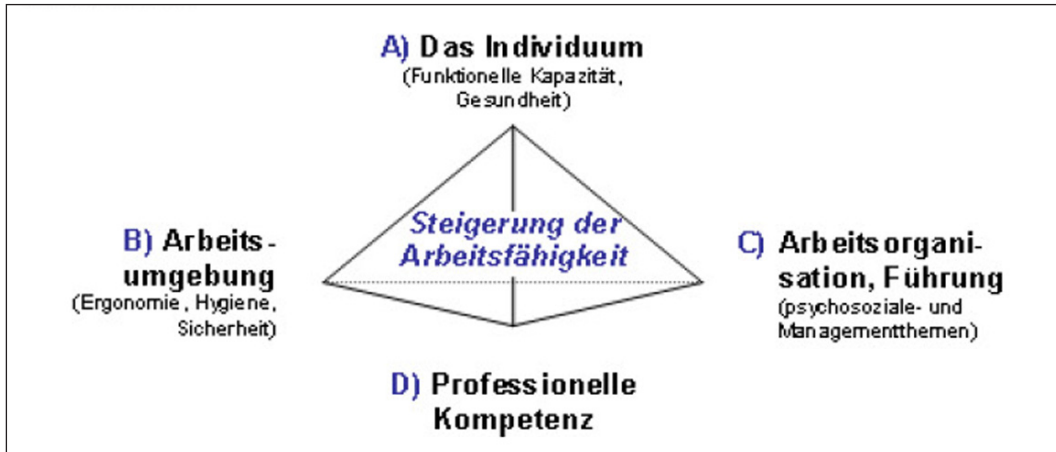 A) Das Individuum
(Funktionelle Kapazität,
Gesundheit)
Steigerung der
Arbeitsfähigkeit
B) Arbeits-
umgebung
(Ergonomie, Hygiene,
Sicherheit)
C) Arbeitsorgani-
sation, Führung
(psychosoziale- und
Managementthemen)
D) Professionelle
Kompetenz